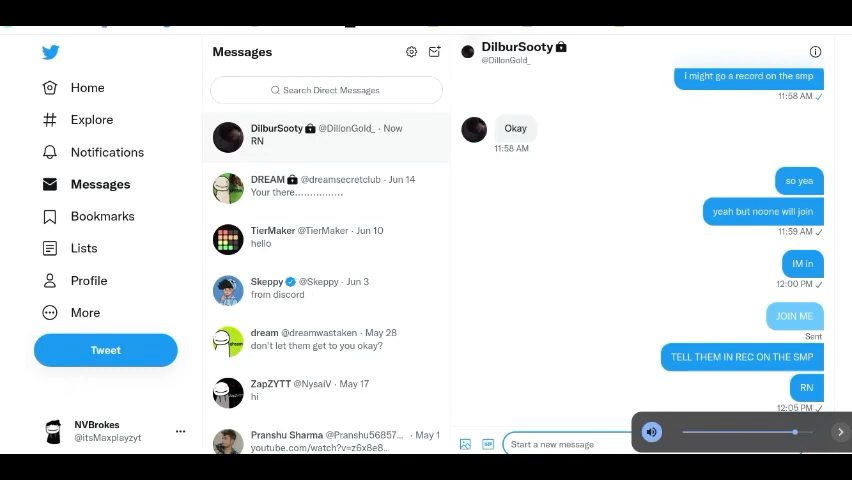 Home
Explore
Notifications
Messages
Bookmarks
Lists
Profile
More
Tweet
NVBrokes
@itsMaxplayzyt
Messages
Search Direct Messages
DilburSooty @DillonGold_ · Now
RN
DREAM @dreamsecretclub · Jun 14
Your there................
TierMaker @TierMaker · Jun 10
hello
Skeppy @Skeppy · Jun 3
from discord
dream @dreamwastaken · May 28
don't let them get to you okay?
ZapZYTT @NysaiV · May 17
hi
Pranshu Sharma @Pranshu56857... · May 1
youtube.com/watch?v=z6x8e8...
DilburSooty
@DillonGold_
i might go a record on the smp
11:58 AM
Okay
11:58 AM
so yea
yeah but noone will join
11:59 AM
IM in
12:00 PM
JOIN ME
Sent
TELL THEM IN REC ON THE SMP
RN
12:05 PM
GIF
Start a new message